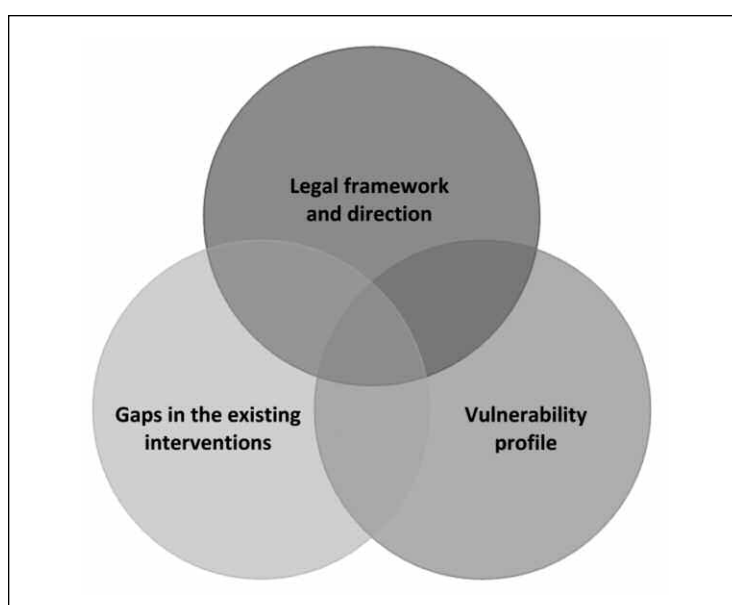 Legal framework
and direction
Gaps in the existing
interventions
Vulnerability
profile